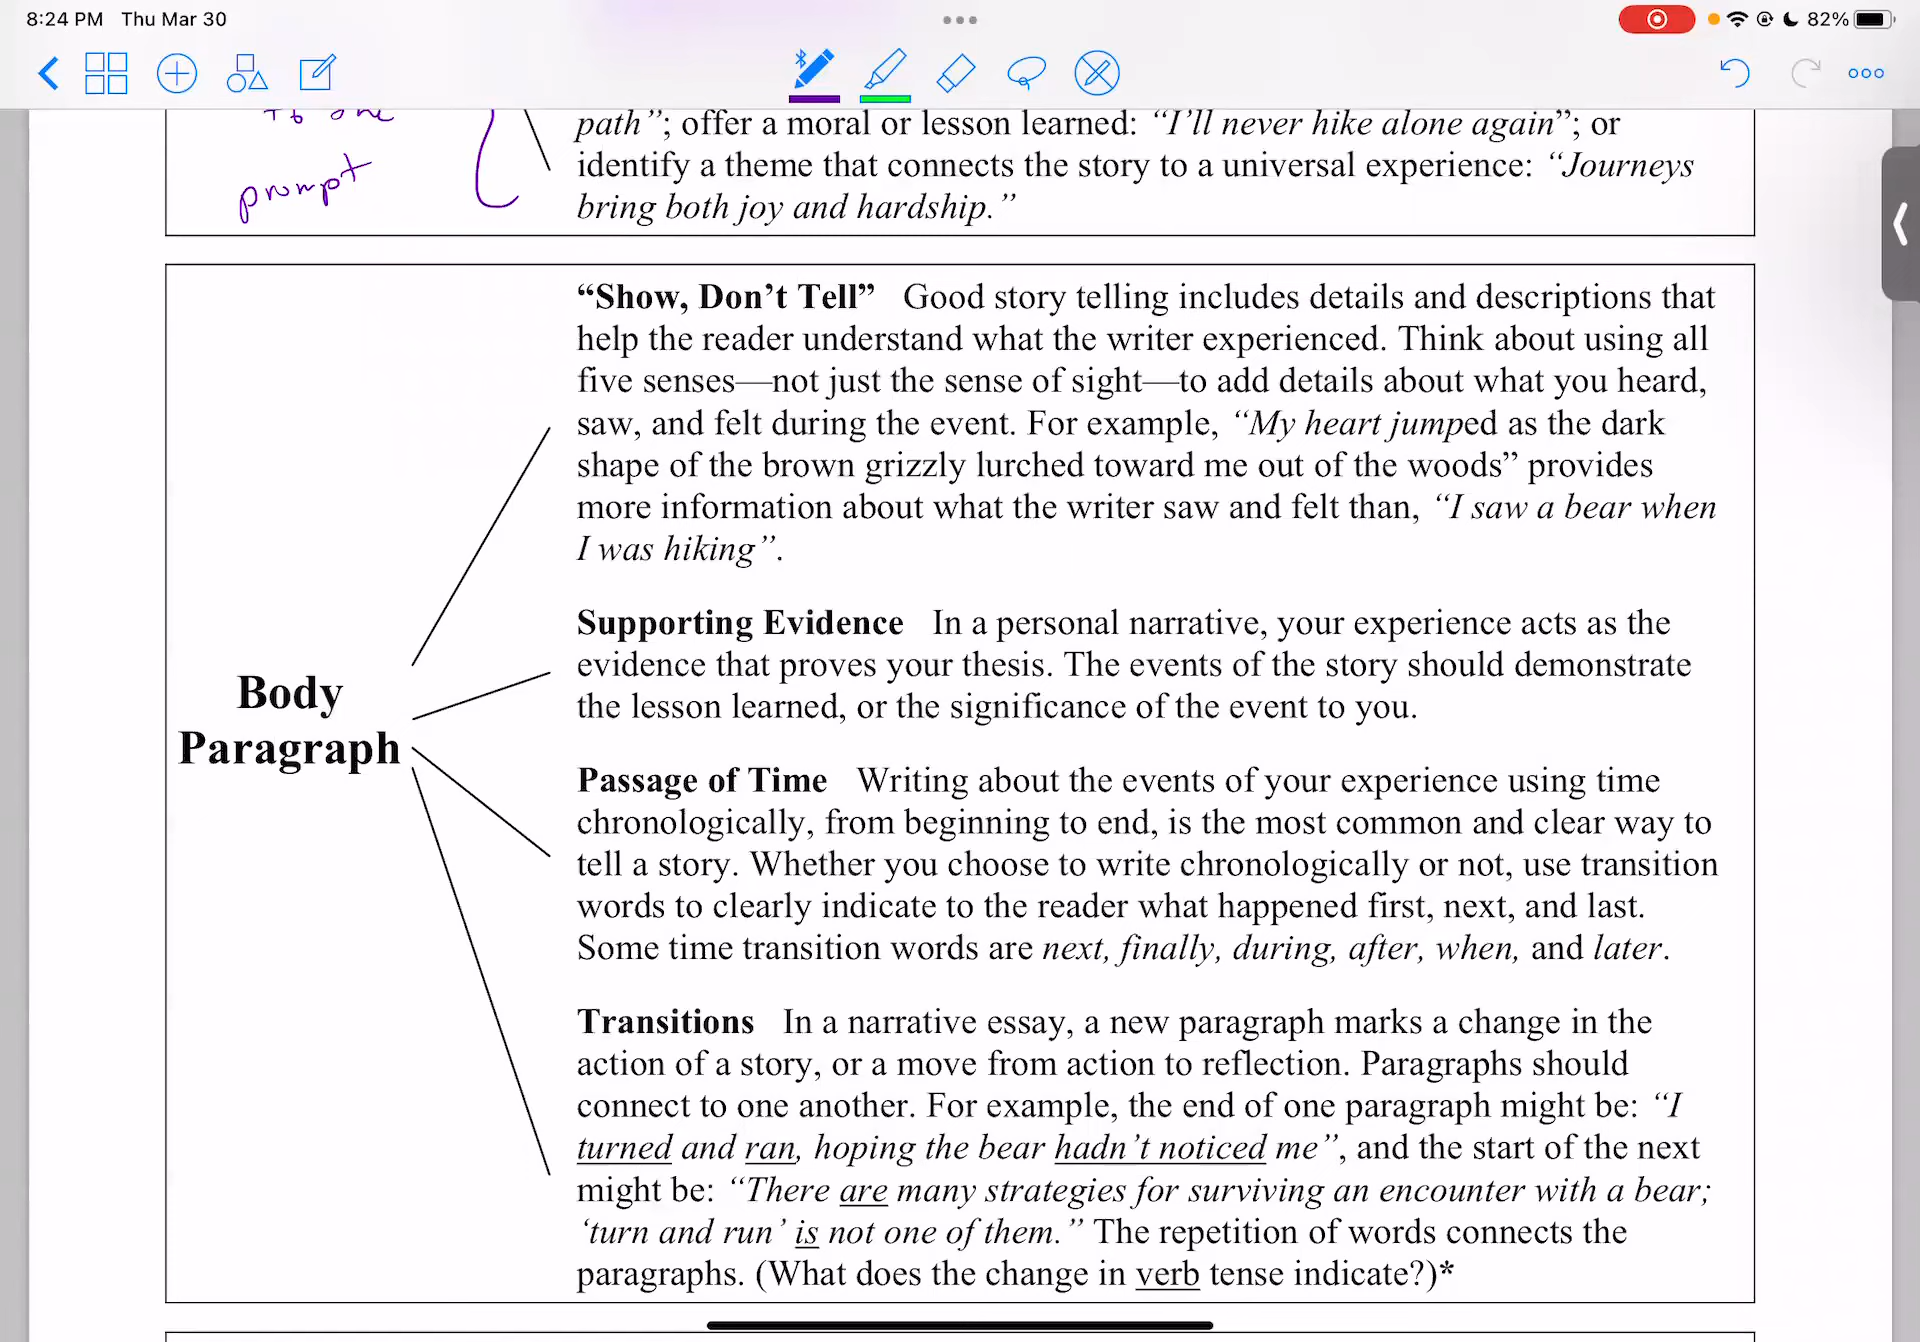 8:24 PM Thu Mar 30
82%
to one
prompt
path”; offer a moral or lesson learned: “I’ll never hike alone again”; or
identify a theme that connects the story to a universal experience: “Journeys
bring both joy and hardship.”
“Show, Don’t Tell” Good story telling includes details and descriptions that
help the reader understand what the writer experienced. Think about using all
five senses—not just the sense of sight—to add details about what you heard,
saw, and felt during the event. For example, “My heart jumped as the dark
shape of the brown grizzly lurched toward me out of the woods” provides
more information about what the writer saw and felt than, “I saw a bear when
I was hiking”.
Body
Paragraph
Supporting Evidence In a personal narrative, your experience acts as the
evidence that proves your thesis. The events of the story should demonstrate
the lesson learned, or the significance of the event to you.
Passage of Time Writing about the events of your experience using time
chronologically, from beginning to end, is the most common and clear way to
tell a story. Whether you choose to write chronologically or not, use transition
words to clearly indicate to the reader what happened first, next, and last.
Some time transition words are next, finally, during, after, when, and later.
Transitions In a narrative essay, a new paragraph marks a change in the
action of a story, or a move from action to reflection. Paragraphs should
connect to one another. For example, the end of one paragraph might be: “I
turned and ran, hoping the bear hadn’t noticed me”, and the start of the next
might be: “There are many strategies for surviving an encounter with a bear;
‘turn and run’ is not one of them.” The repetition of words connects the
paragraphs. (What does the change in verb tense indicate?)*